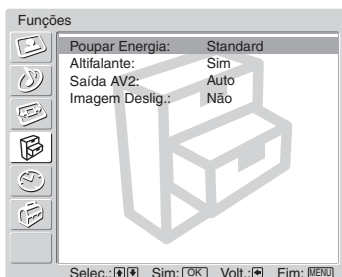 Funções
Poupar Energia: Standard
Altifalante: Sim
Saída AV2: Auto
Imagem Deslig.: Não
Selec.: Sim: OK Volt.: Fim: MENU